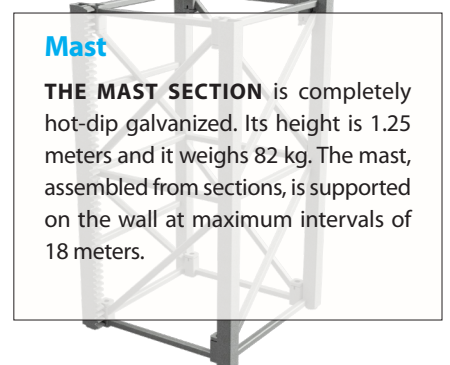 Mast
THE MAST SECTION is completely
hot-dip galvanized. Its height is 1.25
meters and it weighs 82 kg. The mast,
assembled from sections, is supported
on the wall at maximum intervals of
18 meters.